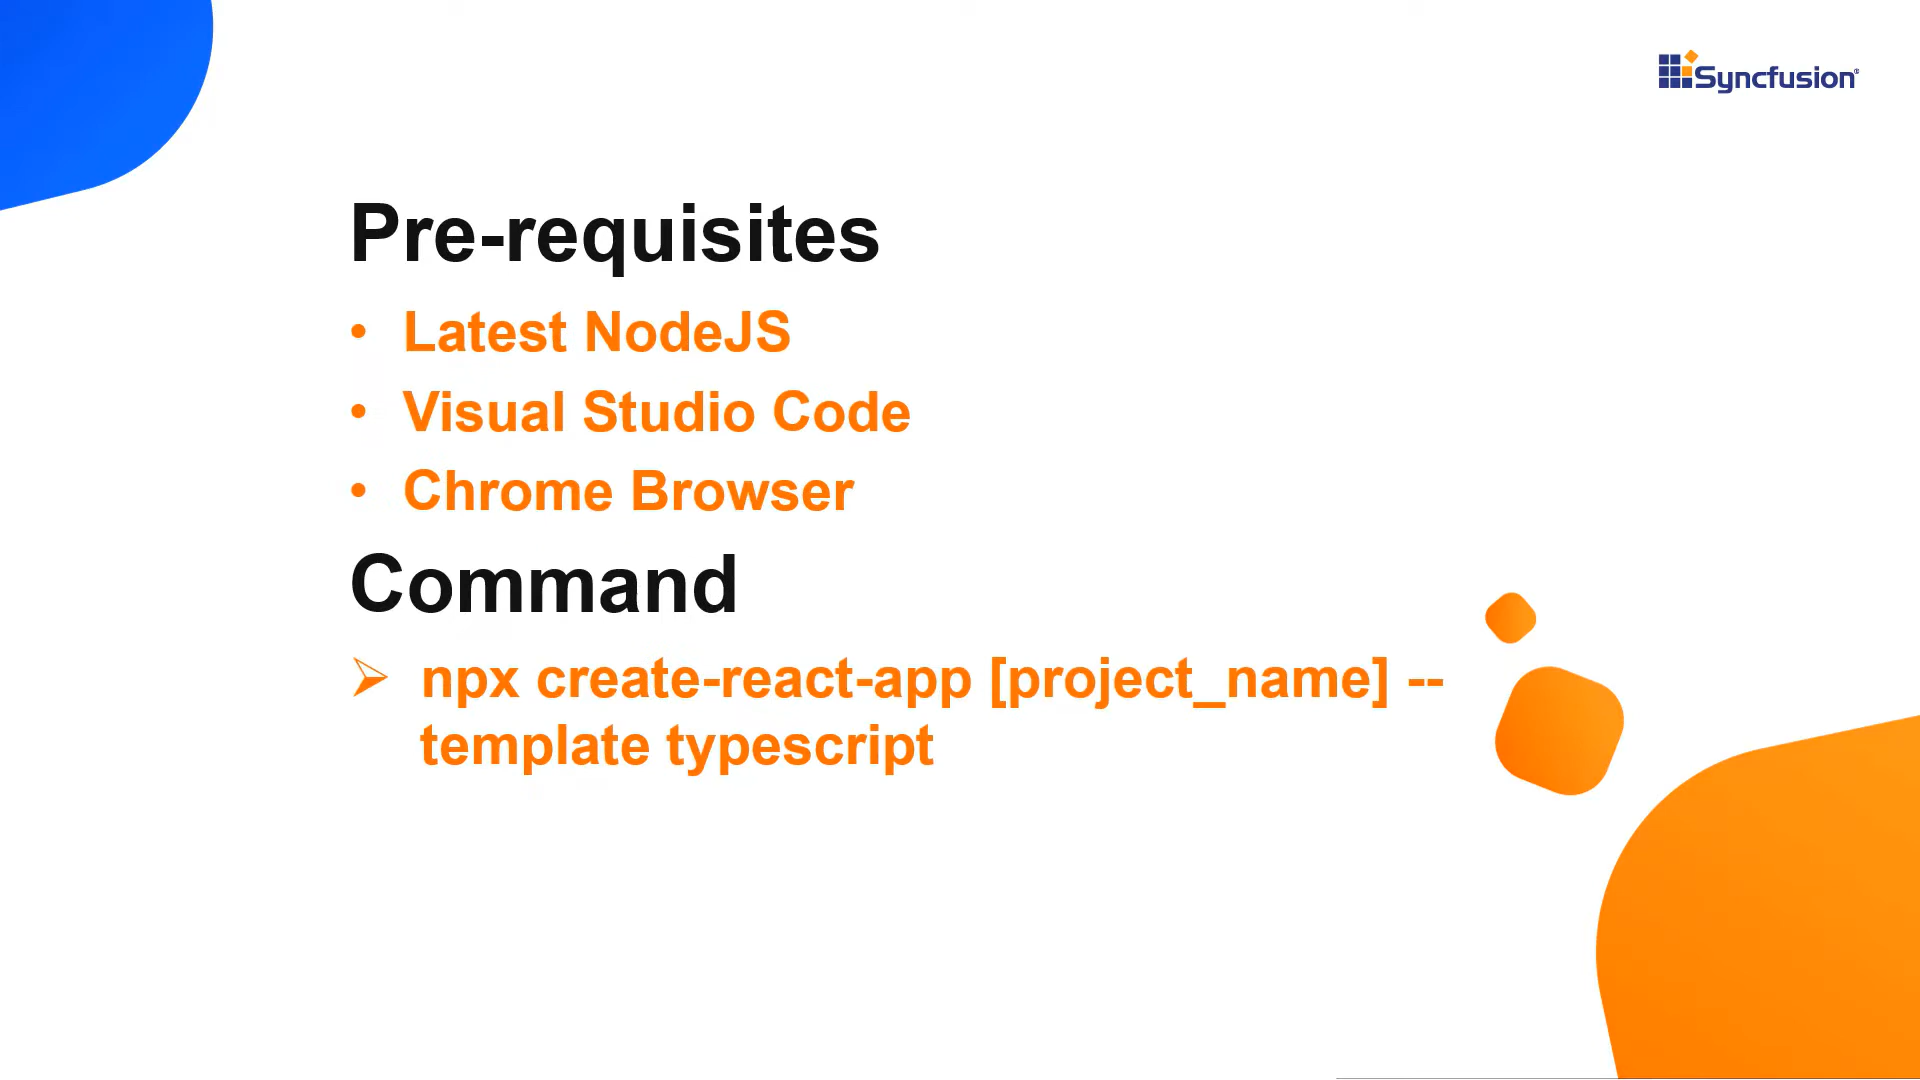 Syncfusion®
Pre-requisites
• Latest NodeJS
• Visual Studio Code
• Chrome Browser
Command
➢ npx create-react-app [project_name] --
template typescript